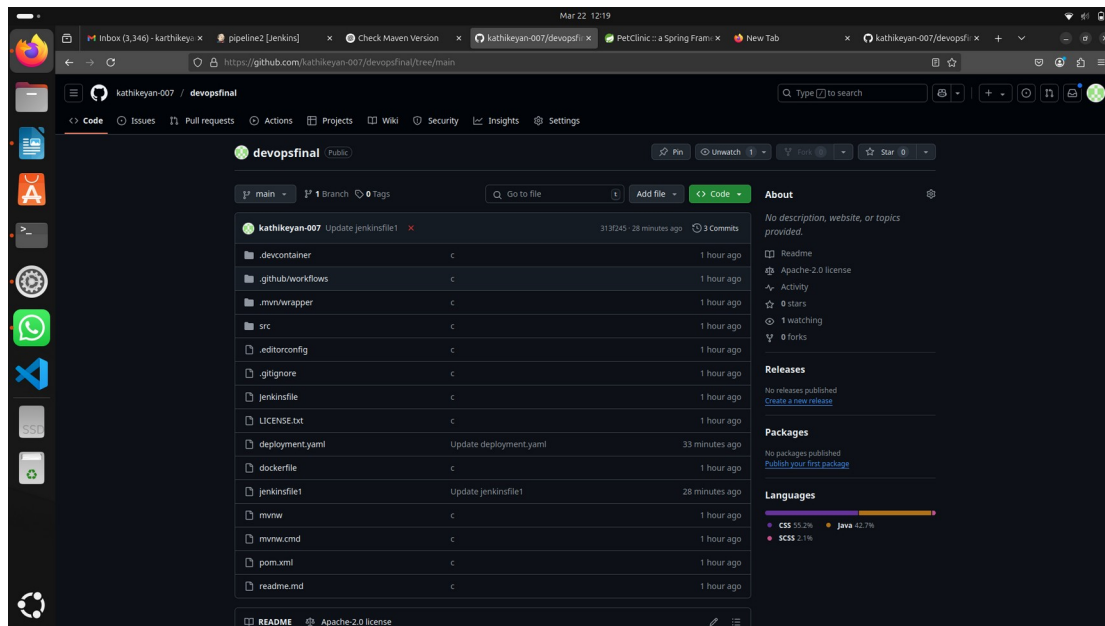 Mar 22 12:19
Inbox (3,346) - karthikeya × pipeline2 [Jenkins] × Check Maven Version × kathikeyan-007/devopsfin × PetClinic :: a Spring Frame × New Tab × kathikeyan-007/devopsfin × +
https://github.com/kathikeyan-007/devopsfinal/tree/main
kathikeyan-007 / devopsfinal Type / to search
Code Issues Pull requests Actions Projects Wiki Security Insights Settings
devopsfinal Public Pin Unwatch 1 Fork 0 Star 0
main 1 Branch 0 Tags Go to file t Add file Code
kathikeyan-007 Update jenkinsfile1 313f245 · 28 minutes ago 3 Commits
.devcontainer c 1 hour ago
.github/workflows c 1 hour ago
.mvn/wrapper c 1 hour ago
src c 1 hour ago
.editorconfig c 1 hour ago
.gitignore c 1 hour ago
Jenkinsfile c 1 hour ago
LICENSE.txt c 1 hour ago
deployment.yaml Update deployment.yaml 33 minutes ago
dockerfile c 1 hour ago
jenkinsfile1 Update jenkinsfile1 28 minutes ago
mvnw c 1 hour ago
mvnw.cmd c 1 hour ago
pom.xml c 1 hour ago
readme.md c 1 hour ago
README Apache-2.0 license
About
No description, website, or topics
provided.
Readme
Apache-2.0 license
Activity
0 stars
1 watching
0 forks
Releases
No releases published
Create a new release
Packages
No packages published
Publish your first package
Languages
CSS 55.2% Java 42.7%
SCSS 2.1%
SSD